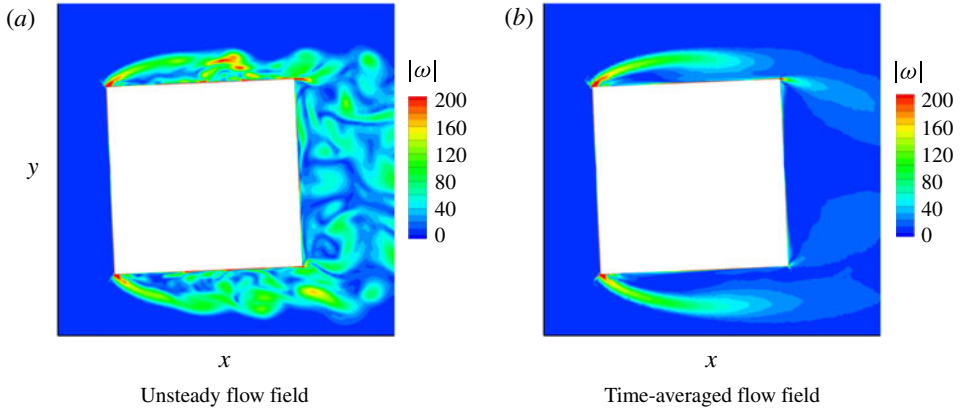 (a)
|ω|
200
160
120
80
40
0
y
x
Unsteady flow field
(b)
|ω|
200
160
120
80
40
0
x
Time-averaged flow field